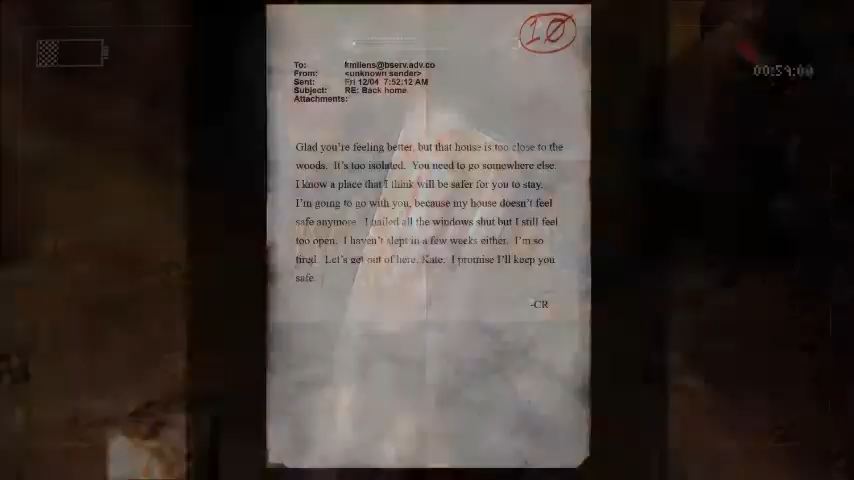 10
00:59:00
To: kmilens@bserv.adv.co
From: <unknown sender>
Sent: Fri 12/04 7:52:12 AM
Subject: RE: Back home
Attachments:
Glad you're feeling better, but that house is too close to the
woods. It's too isolated. You need to go somewhere else.
I know a place that I think will be safer for you to stay.
I'm going to go with you, because my house doesn't feel
safe anymore. I nailed all the windows shut but I still feel
too open. I haven't slept in a few weeks either. I'm so
tired. Let's get out of here, Kate. I promise I'll keep you
safe.
-CR